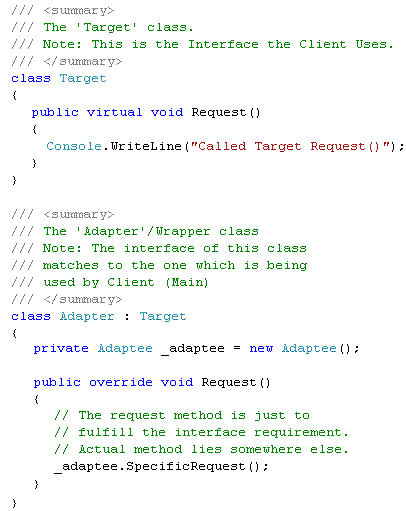 /// <summary>
/// The 'Target' class.
/// Note: This is the Interface the Client Uses.
/// </summary>
class Target
{
public virtual void Request()
{
Console.WriteLine("Called Target Request()");
}
}
/// <summary>
/// The 'Adapter'/Wrapper class
/// Note: The interface of this class
/// matches to the one which is being
/// used by Client (Main)
/// </summary>
class Adapter : Target
{
private Adaptee _adaptee = new Adaptee();
public override void Request()
{
// The request method is just to
// fulfill the interface requirement.
// Actual method lies somewhere else.
_adaptee.SpecificRequest();
}
}